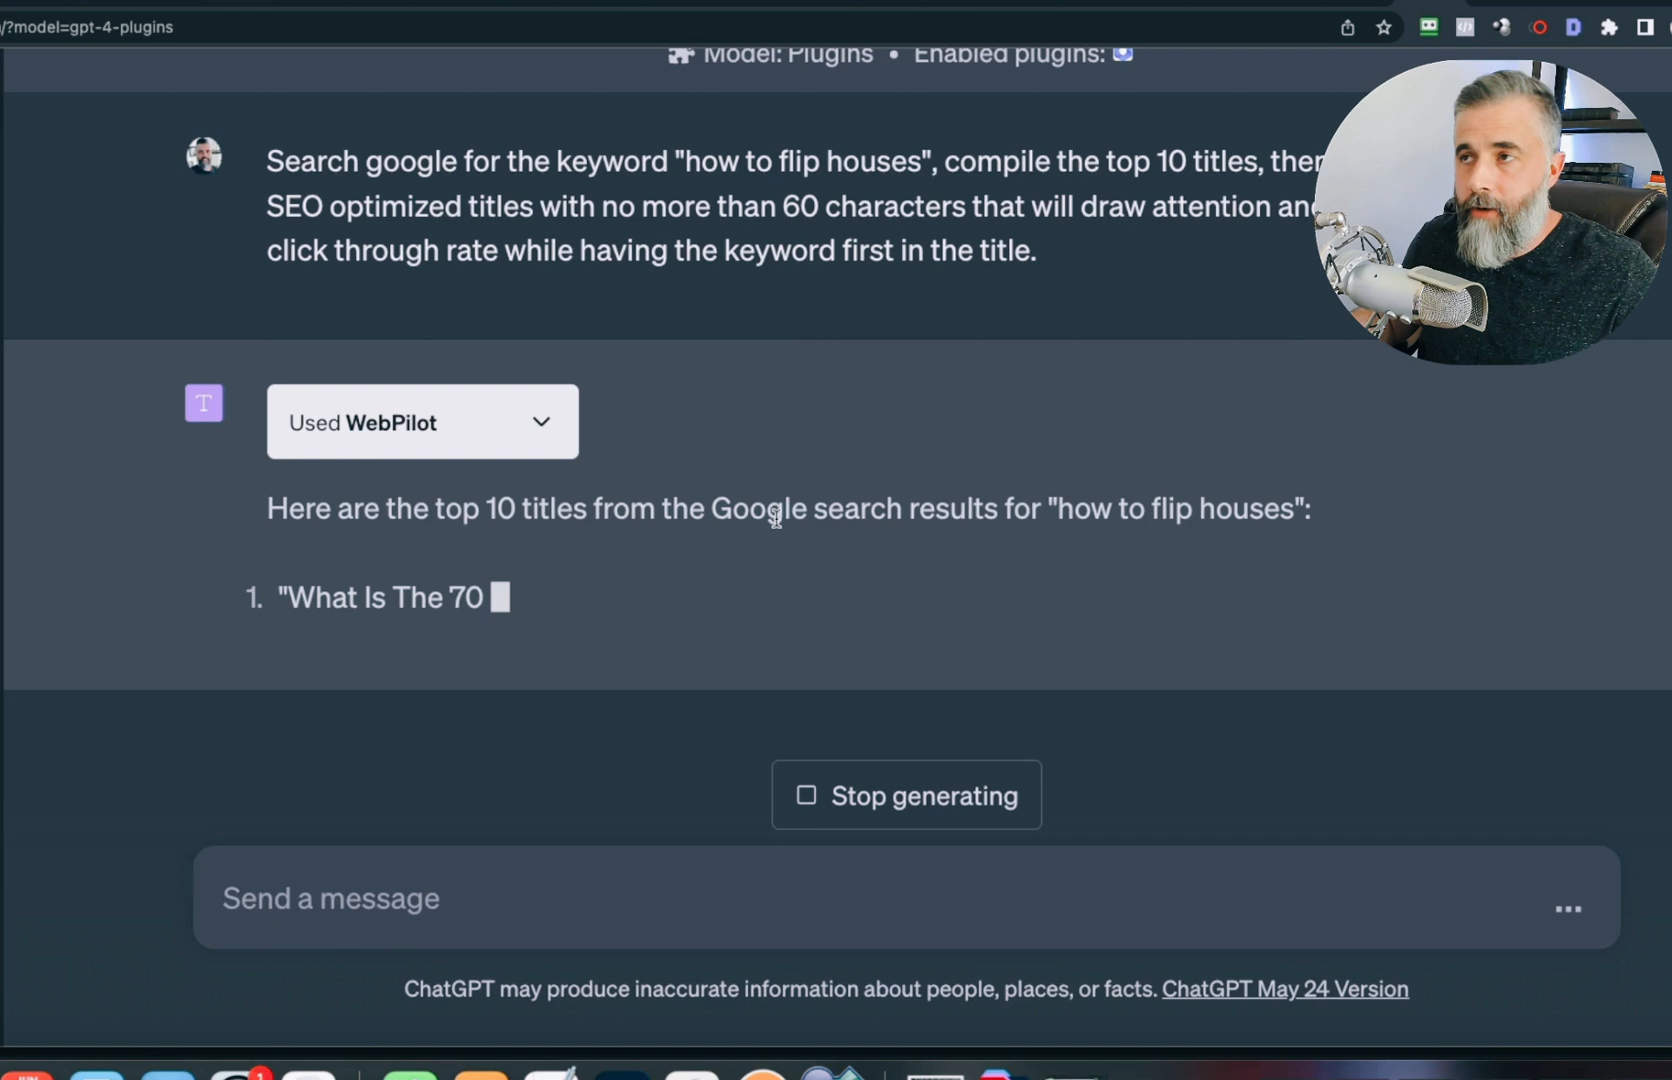 /?model=gpt-4-plugins
Model: Plugins • Enabled plugins:
Search google for the keyword "how to flip houses", compile the top 10 titles, then
SEO optimized titles with no more than 60 characters that will draw attention and
click through rate while having the keyword first in the title.
T
Used WebPilot
Here are the top 10 titles from the Google search results for "how to flip houses":
1. "What Is The 70
Stop generating
Send a message
...
ChatGPT may produce inaccurate information about people, places, or facts. ChatGPT May 24 Version
1